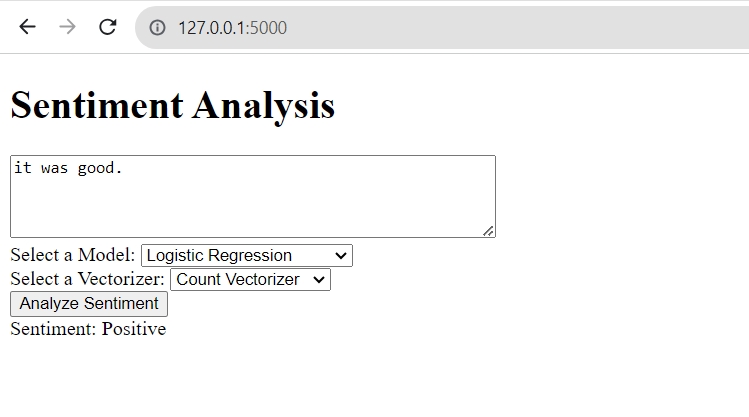 127.0.0.1:5000
Sentiment Analysis
it was good.
Select a Model: Logistic Regression
Select a Vectorizer: Count Vectorizer
Analyze Sentiment
Sentiment: Positive